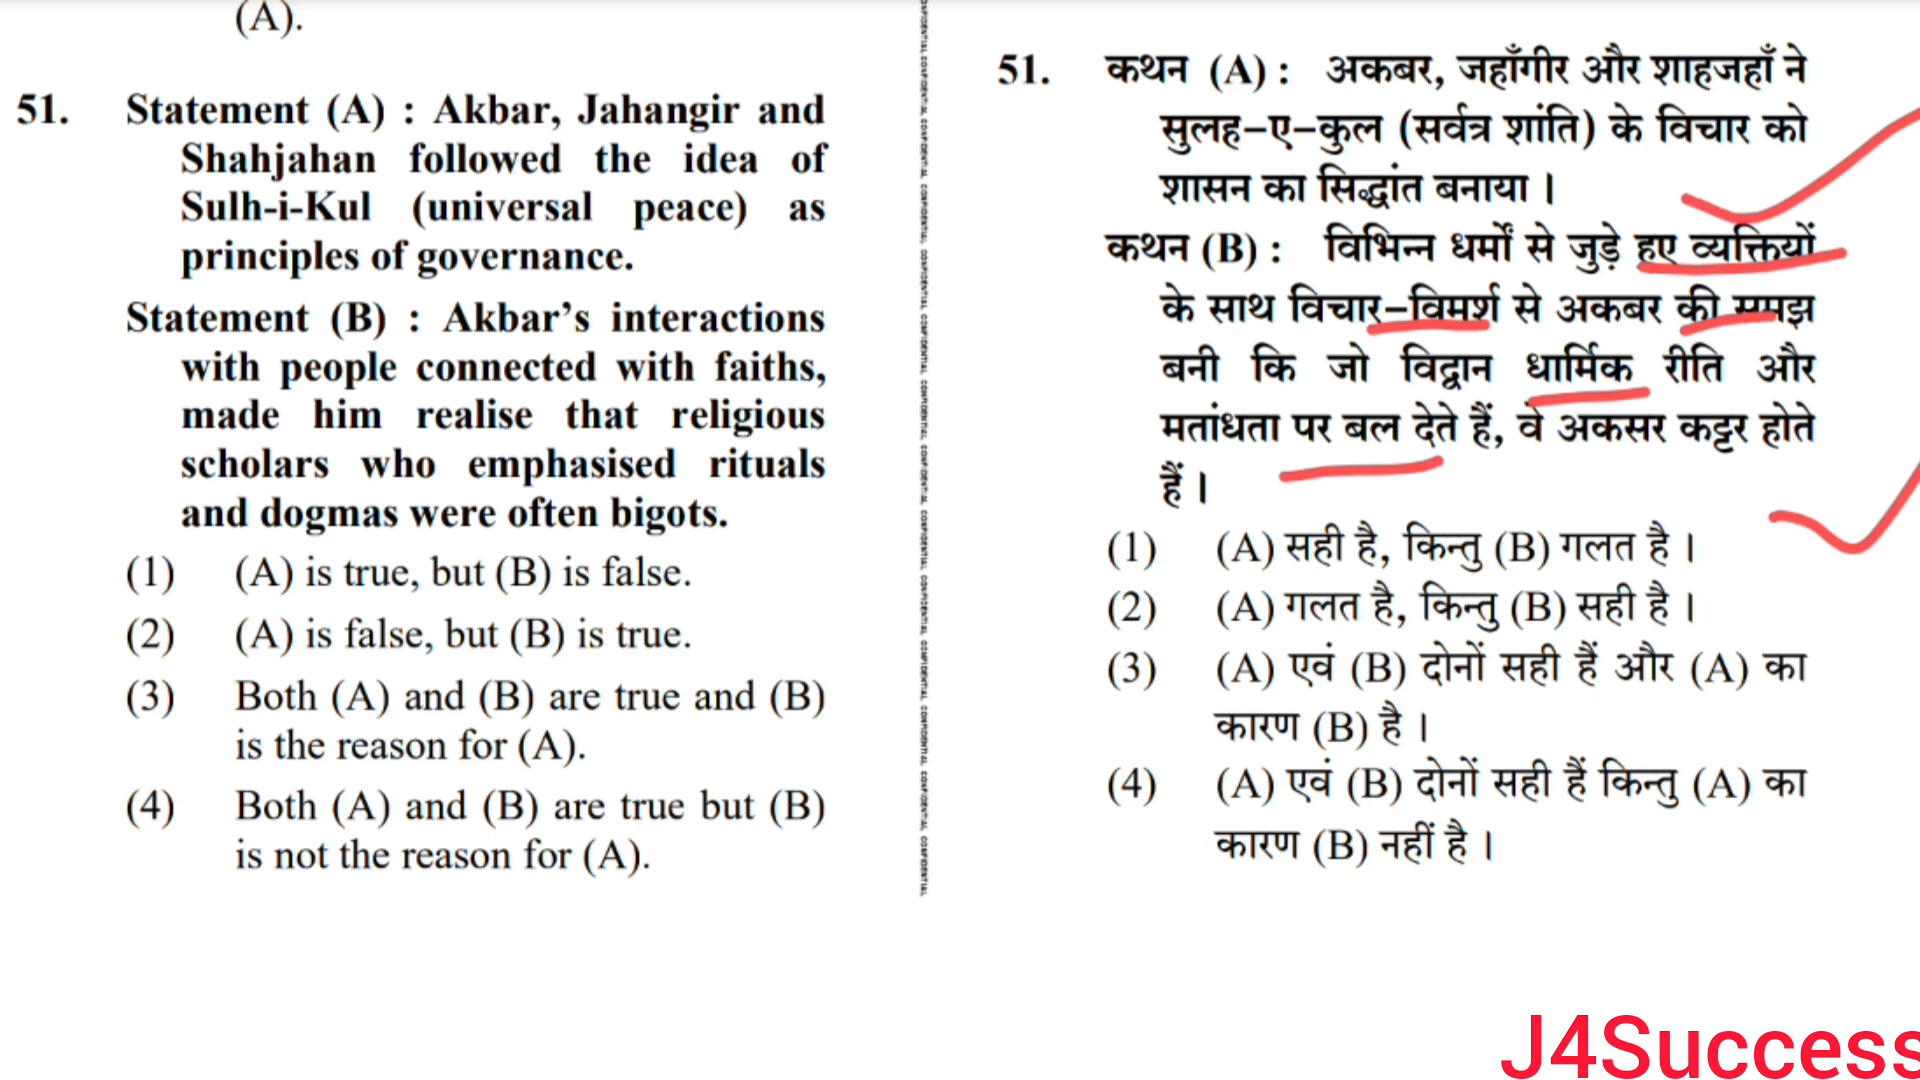 (A).
51. Statement (A) : Akbar, Jahangir and
Shahjahan followed the idea of
Sulh-i-Kul (universal peace) as
principles of governance.
Statement (B) : Akbar’s interactions
with people connected with faiths,
made him realise that religious
scholars who emphasised rituals
and dogmas were often bigots.
(1) (A) is true, but (B) is false.
(2) (A) is false, but (B) is true.
(3) Both (A) and (B) are true and (B)
is the reason for (A).
(4) Both (A) and (B) are true but (B)
is not the reason for (A).
51. कथन (A) : अकबर, जहाँगीर और शाहजहाँ ने
सुलह-ए-कुल (सर्वत्र शांति) के विचार को
शासन का सिद्धांत बनाया ।
कथन (B) : विभिन्न धर्मों से जुड़े हुए व्यक्तियों
के साथ विचार-विमर्श से अकबर की समझ
बनी कि जो विद्वान धार्मिक रीति और
मतांधता पर बल देते हैं, वे अकसर कट्टर होते
हैं ।
(1) (A) सही है, किन्तु (B) गलत है ।
(2) (A) गलत है, किन्तु (B) सही है ।
(3) (A) एवं (B) दोनों सही हैं और (A) का
कारण (B) है ।
(4) (A) एवं (B) दोनों सही हैं किन्तु (A) का
कारण (B) नहीं है ।
J4Success